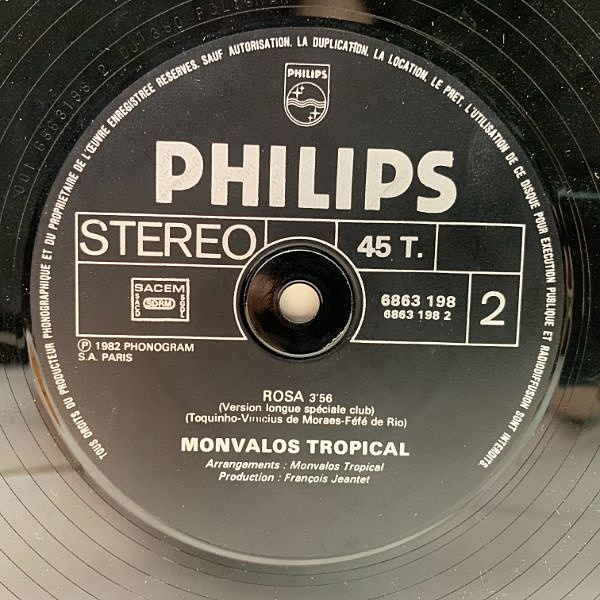 TOUS DROITS DU PRODUCTEUR PHONOGRAPHIQUE ET DU PROPRIETAIRE DE L'ŒUVRE ENREGISTREE RESERVES. SAUF AUTORISATION, LA DUPLICATION, LA LOCATION, LE PRET, L'UTILISATION DE CE DISQUE POUR EXECUTION PUBLIQUE ET RADIODIFFUSION SONT INTERDITS.
PHILIPS
PHILIPS
STEREO
45 T.
SACEM
SACD
SDRM
SGDL
6863 198
6863 198 2
2
Ⓟ 1982 PHONOGRAM
S.A. PARIS
ROSA 3'56
(Version longue spéciale club)
(Toquinho-Vinicius de Moraes-Féfé de Rio)
MONVALOS TROPICAL
Arrangements : Monvalos Tropical
Production : François Jeantet